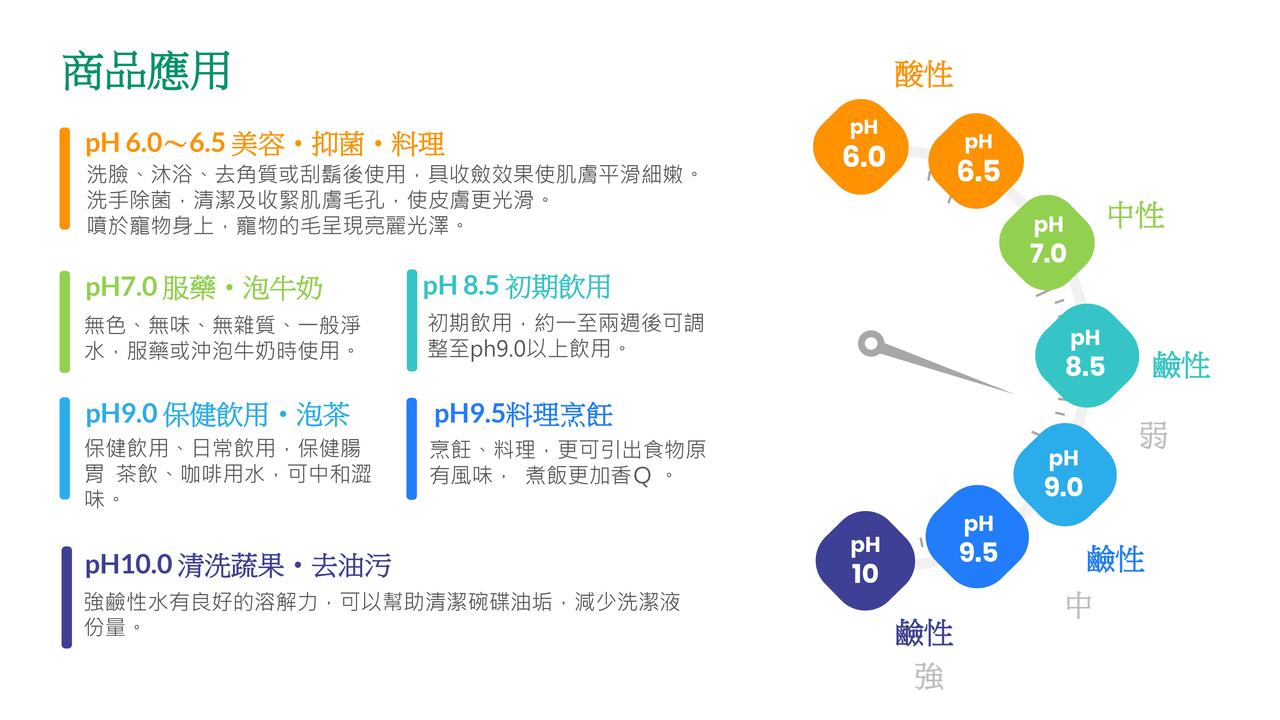 商品應用
pH 6.0～6.5 美容・抑菌・料理
洗臉、沐浴、去角質或刮鬍後使用，具收斂效果使肌膚平滑細嫩。
洗手除菌，清潔及收緊肌膚毛孔，使皮膚更光滑。
噴於寵物身上，寵物的毛呈現亮麗光澤。
pH7.0 服藥・泡牛奶
無色、無味、無雜質、一般淨
水，服藥或沖泡牛奶時使用。
pH 8.5 初期飲用
初期飲用，約一至兩週後可調
整至ph9.0以上飲用。
pH9.0 保健飲用・泡茶
保健飲用、日常飲用，保健腸
胃 茶飲、咖啡用水，可中和澀
味。
pH9.5料理烹飪
烹飪、料理，更可引出食物原
有風味， 煮飯更加香Q 。
pH10.0 清洗蔬果・去油污
強鹼性水有良好的溶解力，可以幫助清潔碗碟油垢，減少洗潔液
份量。
酸性
pH
6.0
pH
6.5
pH
7.0
中性
pH
8.5
鹼性
弱
pH
9.0
鹼性
中
pH
9.5
pH
10
鹼性
強